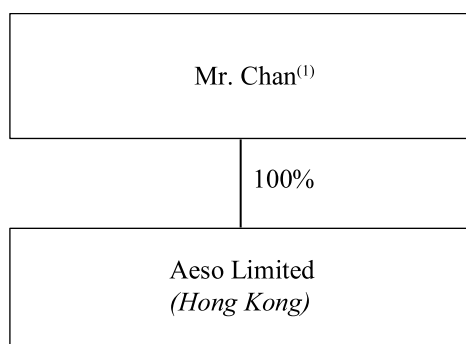 Mr. Chan(1)
100%
Aeso Limited
(Hong Kong)